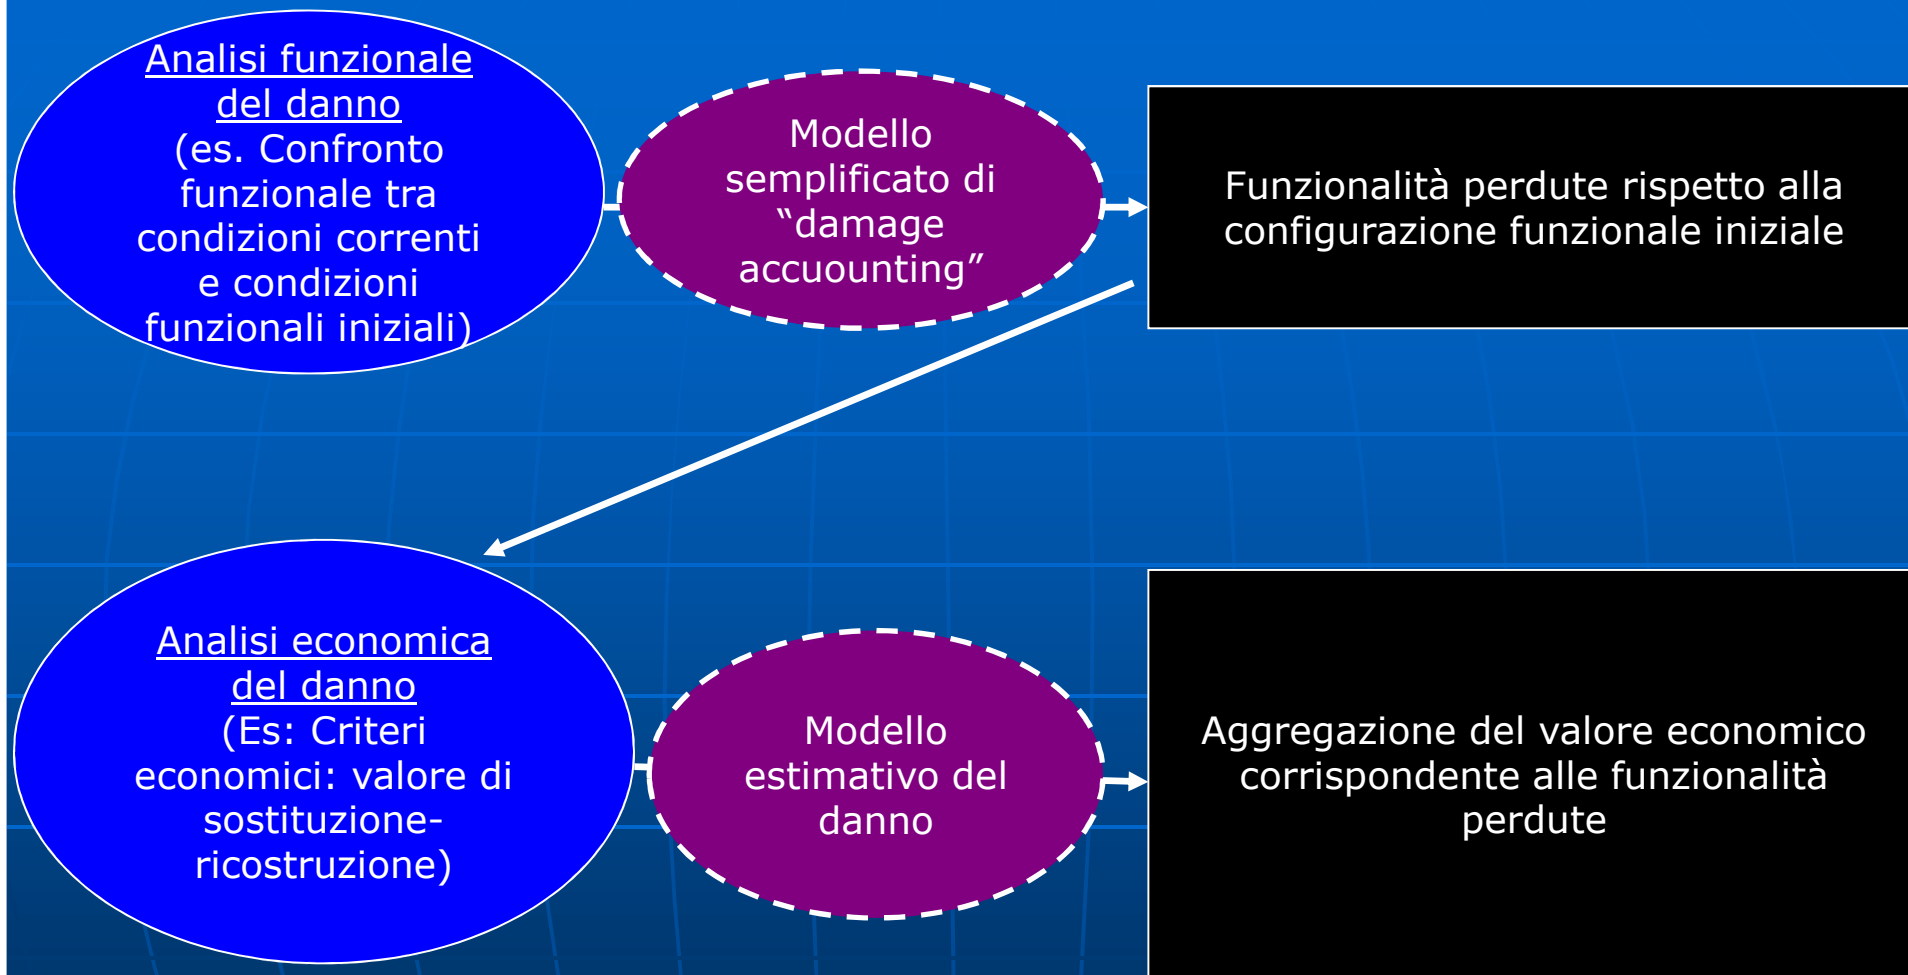 Analisi funzionale
del danno
(es. Confronto
funzionale tra
condizioni correnti
e condizioni
funzionali iniziali)
Modello
semplificato di
“damage
accuounting”
Funzionalità perdute rispetto alla
configurazione funzionale iniziale
Analisi economica
del danno
(Es: Criteri
economici: valore di
sostituzione-
ricostruzione)
Modello
estimativo del
danno
Aggregazione del valore economico
corrispondente alle funzionalità
perdute